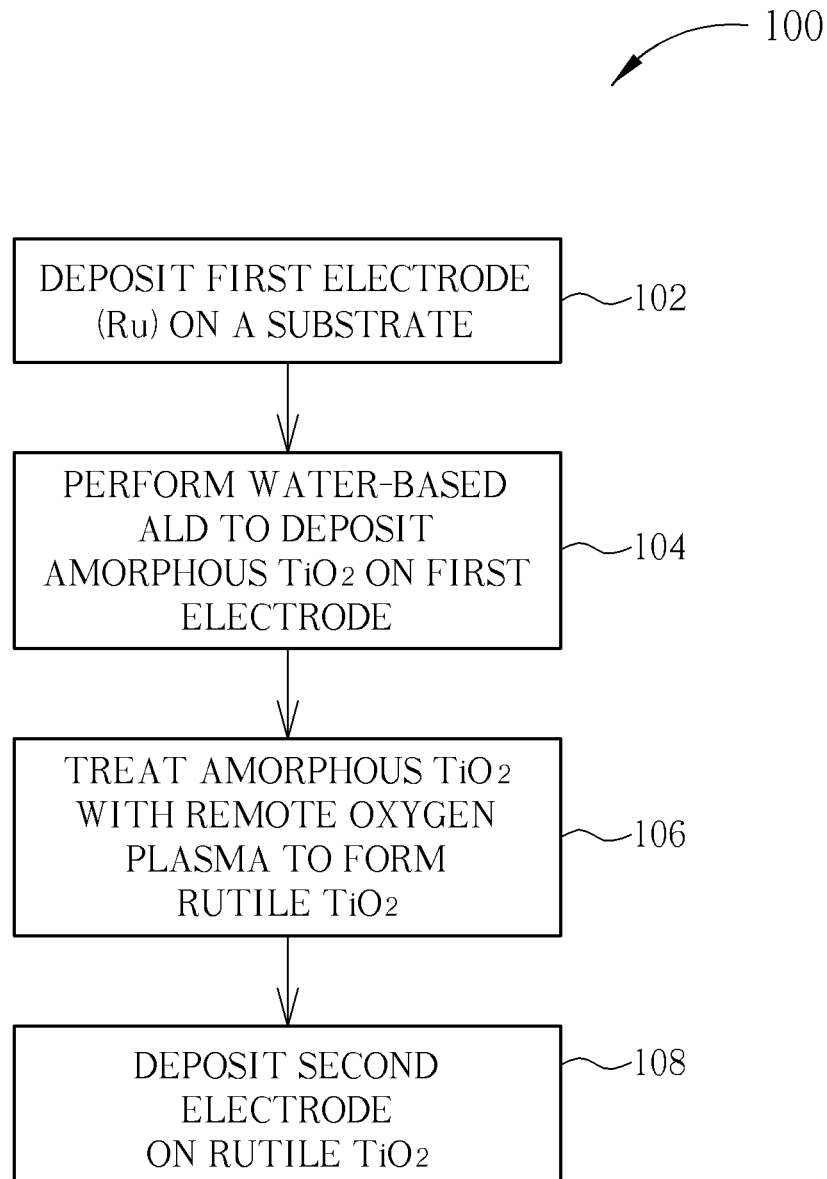 100
DEPOSIT FIRST ELECTRODE
(Ru) ON A SUBSTRATE
102
PERFORM WATER-BASED
ALD TO DEPOSIT
AMORPHOUS TiO2 ON FIRST
ELECTRODE
104
TREAT AMORPHOUS TiO2
WITH REMOTE OXYGEN
PLASMA TO FORM
RUTILE TiO2
106
DEPOSIT SECOND
ELECTRODE
ON RUTILE TiO2
108